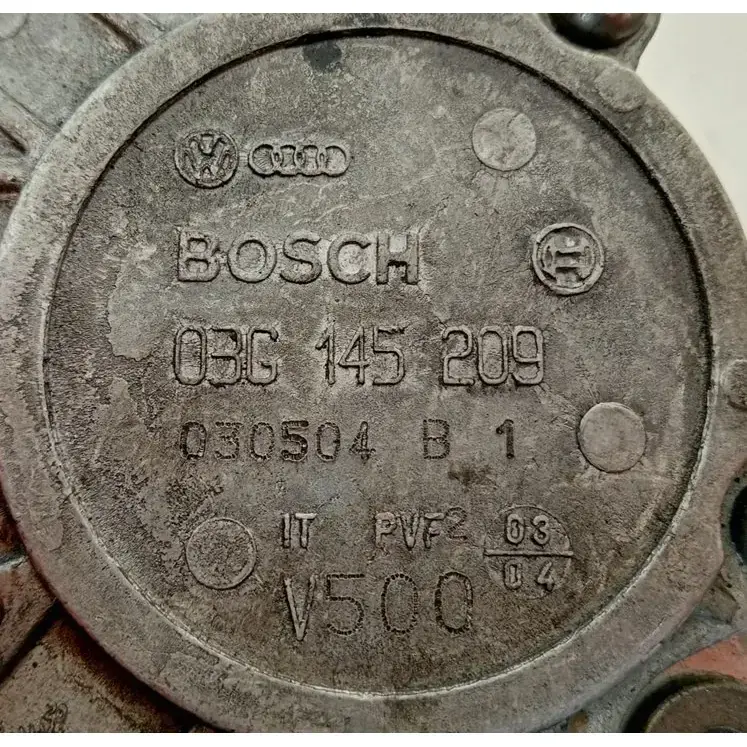 BOSCH
03G 145 209
030504 B 1
IT PVF2 03
04
V500